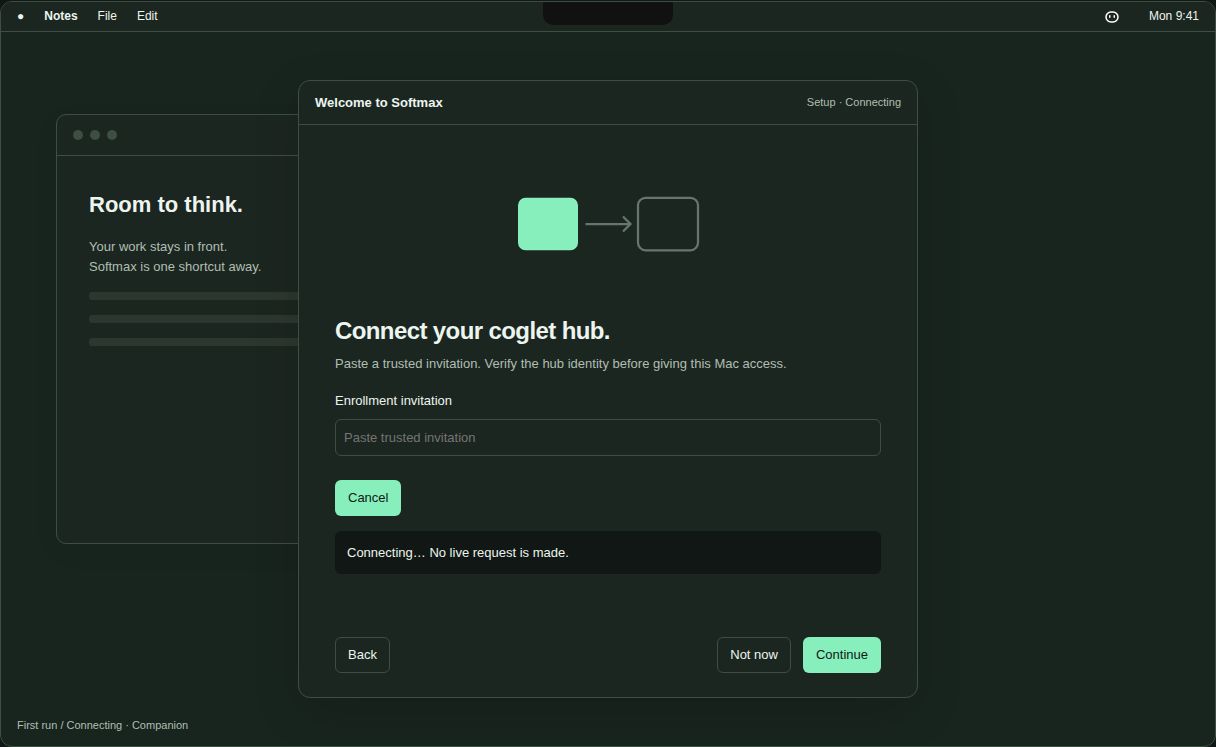 Notes File Edit
Mon 9:41
Welcome to Softmax
Setup · Connecting
Room to think.
Your work stays in front.
Softmax is one shortcut away.
Connect your coglet hub.
Paste a trusted invitation. Verify the hub identity before giving this Mac access.
Enrollment invitation
Paste trusted invitation
Cancel
Connecting… No live request is made.
Back
Not now
Continue
First run / Connecting · Companion